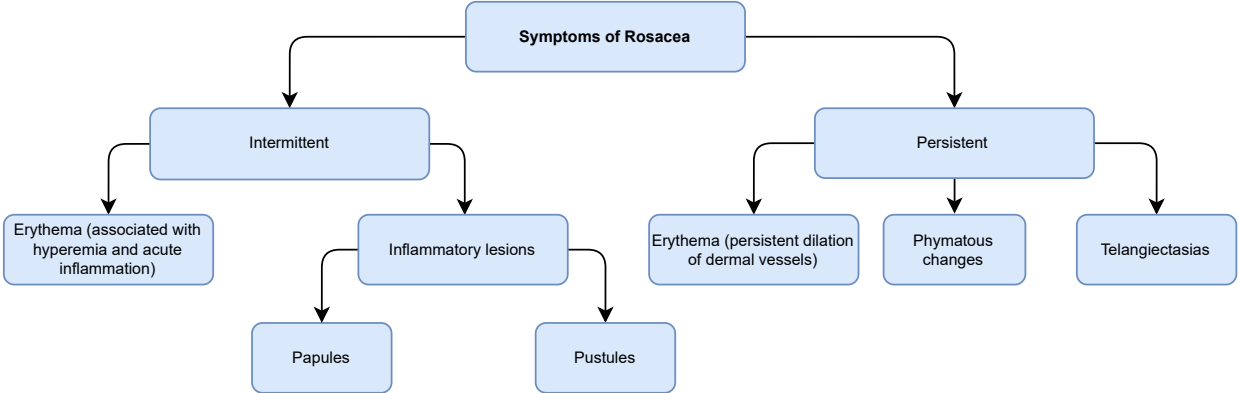 Symptoms of Rosacea
Intermittent
Persistent
Erythema (associated with
hyperemia and acute
inflammation)
Inflammatory lesions
Erythema (persistent dilation
of dermal vessels)
Phymatous
changes
Telangiectasias
Papules
Pustules